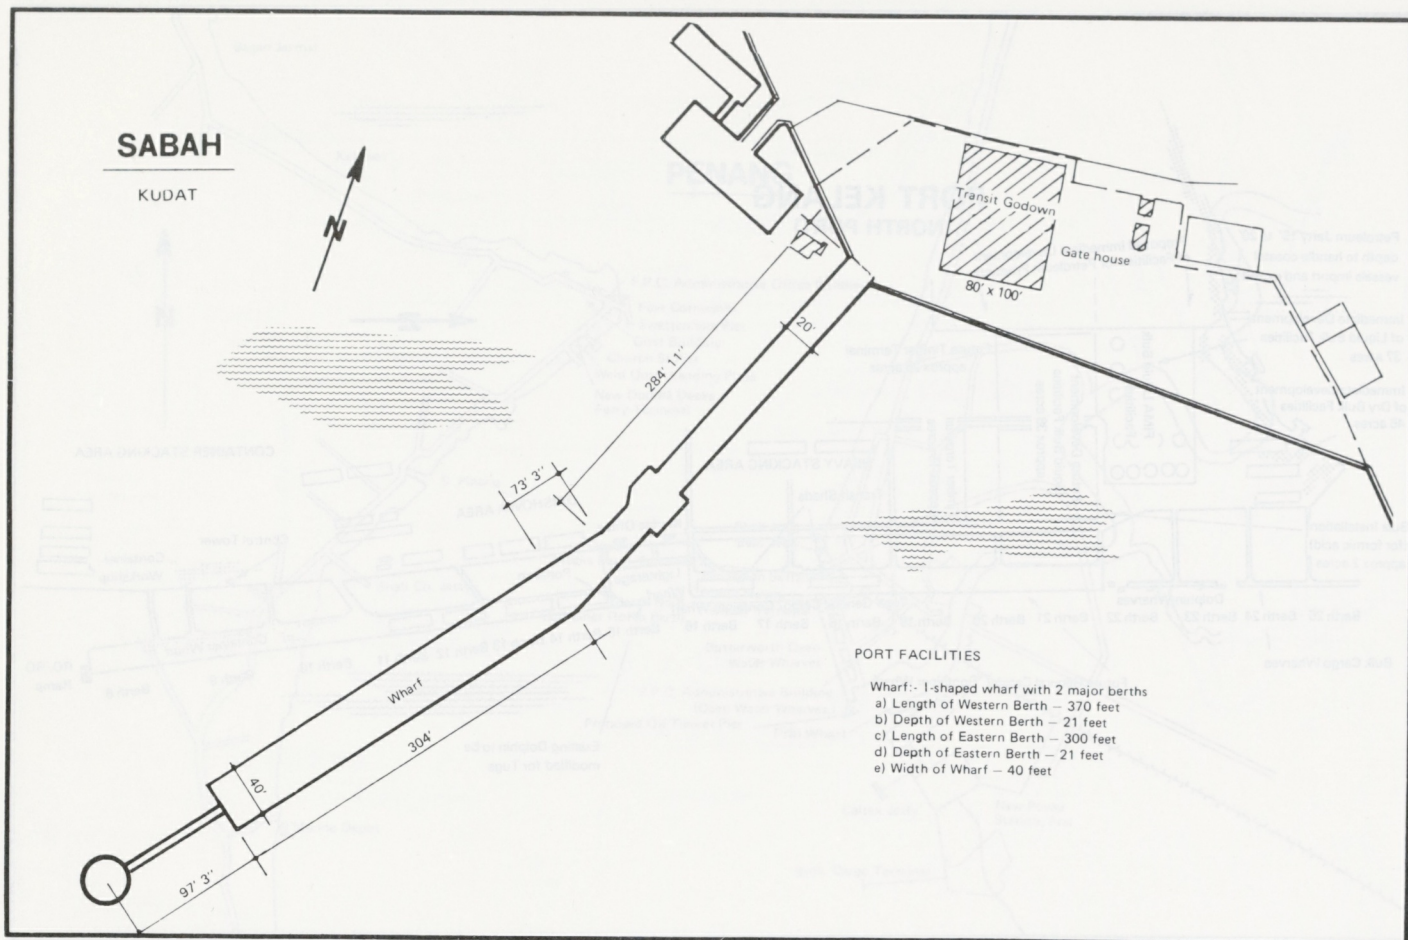 SABAH
KUDAT
N
Transit Godown
Gate house
80' x 100'
20'
284' 11"
73' 3"
Wharf
304'
40'
97' 3"
PORT FACILITIES
Wharf:- 1-shaped wharf with 2 major berths
a) Length of Western Berth — 370 feet
b) Depth of Western Berth — 21 feet
c) Length of Eastern Berth — 300 feet
d) Depth of Eastern Berth — 21 feet
e) Width of Wharf — 40 feet